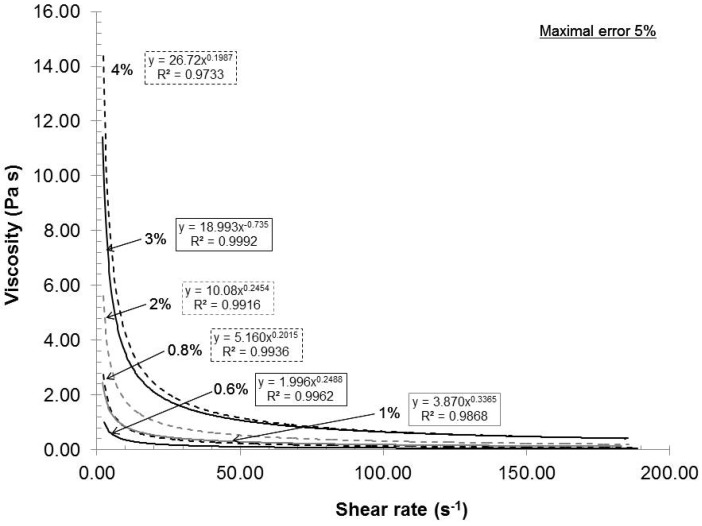 Maximal error 5%
16.00
14.00
12.00
10.00
8.00
6.00
4.00
2.00
0.00
Viscosity (Pa s)
4%
y = 26.72x^0.1987
R² = 0.9733
3%
y = 18.993x^-0.735
R² = 0.9992
2%
y = 10.08x^0.2454
R² = 0.9916
0.8%
y = 5.160x^0.2015
R² = 0.9936
0.6%
y = 1.996x^0.2488
R² = 0.9962
1%
y = 3.870x^0.3365
R² = 0.9868
0.00 50.00 100.00 150.00 200.00
Shear rate (s⁻¹)